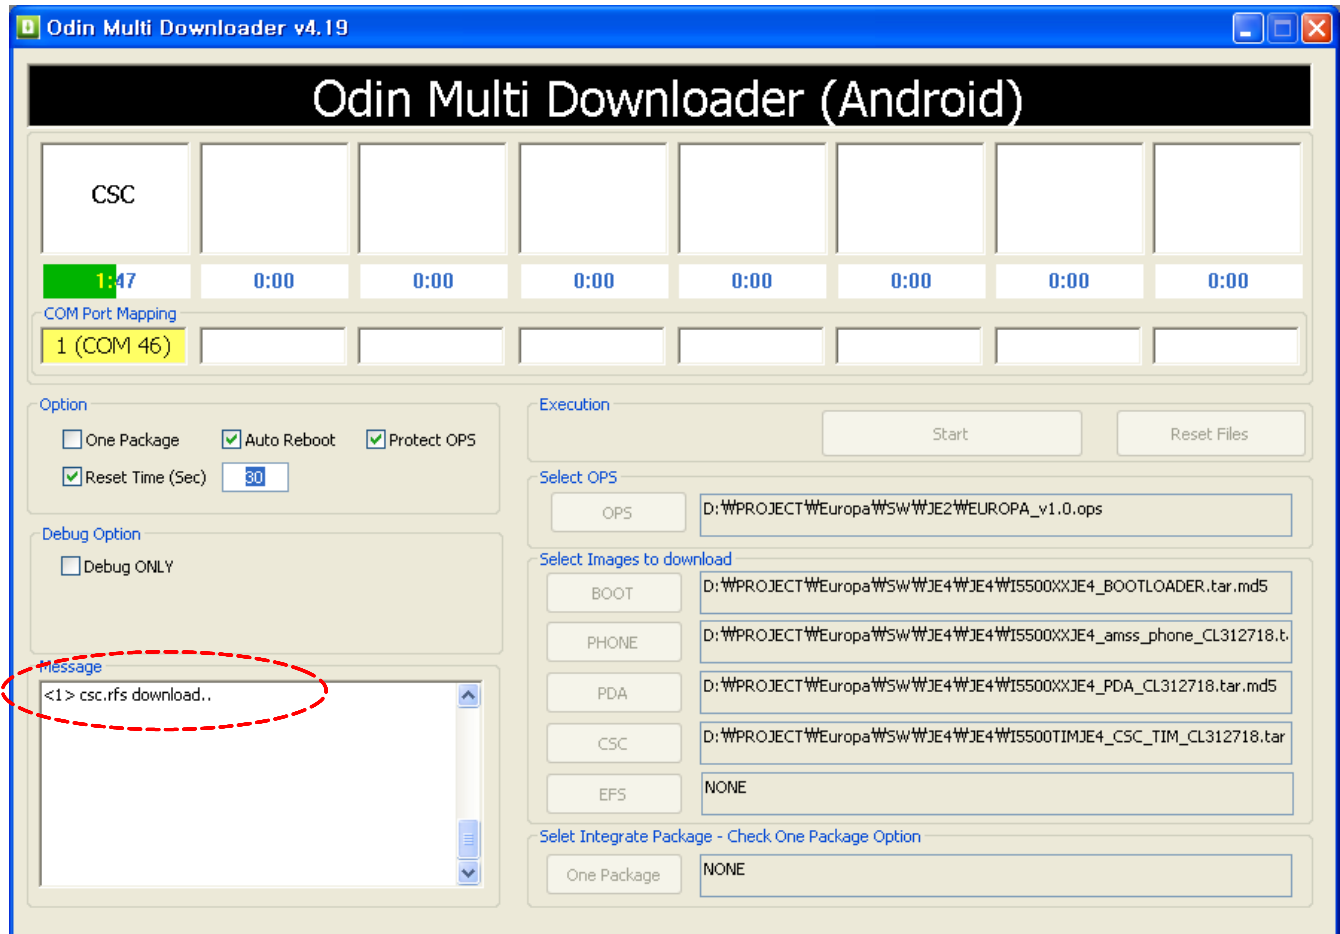 Odin Multi Downloader v4.19
Odin Multi Downloader (Android)
CSC
1:47 0:00 0:00 0:00 0:00 0:00 0:00 0:00
COM Port Mapping
1 (COM 46)
Option
One Package Auto Reboot Protect OPS
Reset Time (Sec) 30
Debug Option
Debug ONLY
Message
<1> csc.rfs download..
Execution
Start Reset Files
Select OPS
OPS D:₩PROJECT₩Europa₩SW₩JE2₩EUROPA_v1.0.ops
Select Images to download
BOOT D:₩PROJECT₩Europa₩SW₩JE4₩JE4₩I5500XXJE4_BOOTLOADER.tar.md5
PHONE D:₩PROJECT₩Europa₩SW₩JE4₩JE4₩I5500XXJE4_amss_phone_CL312718.t
PDA D:₩PROJECT₩Europa₩SW₩JE4₩JE4₩I5500XXJE4_PDA_CL312718.tar.md5
CSC D:₩PROJECT₩Europa₩SW₩JE4₩JE4₩I5500TIMJE4_CSC_TIM_CL312718.tar
EFS NONE
Selet Integrate Package - Check One Package Option
One Package NONE